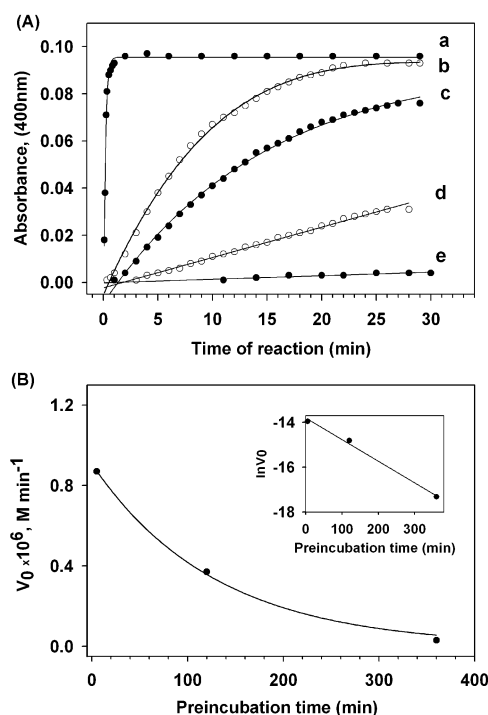 (A)
0.10
0.08
0.06
0.04
0.02
0.00
Absorbance, (400nm)
a
b
c
d
e
0 5 10 15 20 25 30
Time of reaction (min)
(B)
1.2
0.8
0.4
0.0
V0 x10⁶, M min⁻¹
-14
-16
-18
lnV0
0 100 200 300
Preincubation time (min)
0 100 200 300 400
Preincubation time (min)